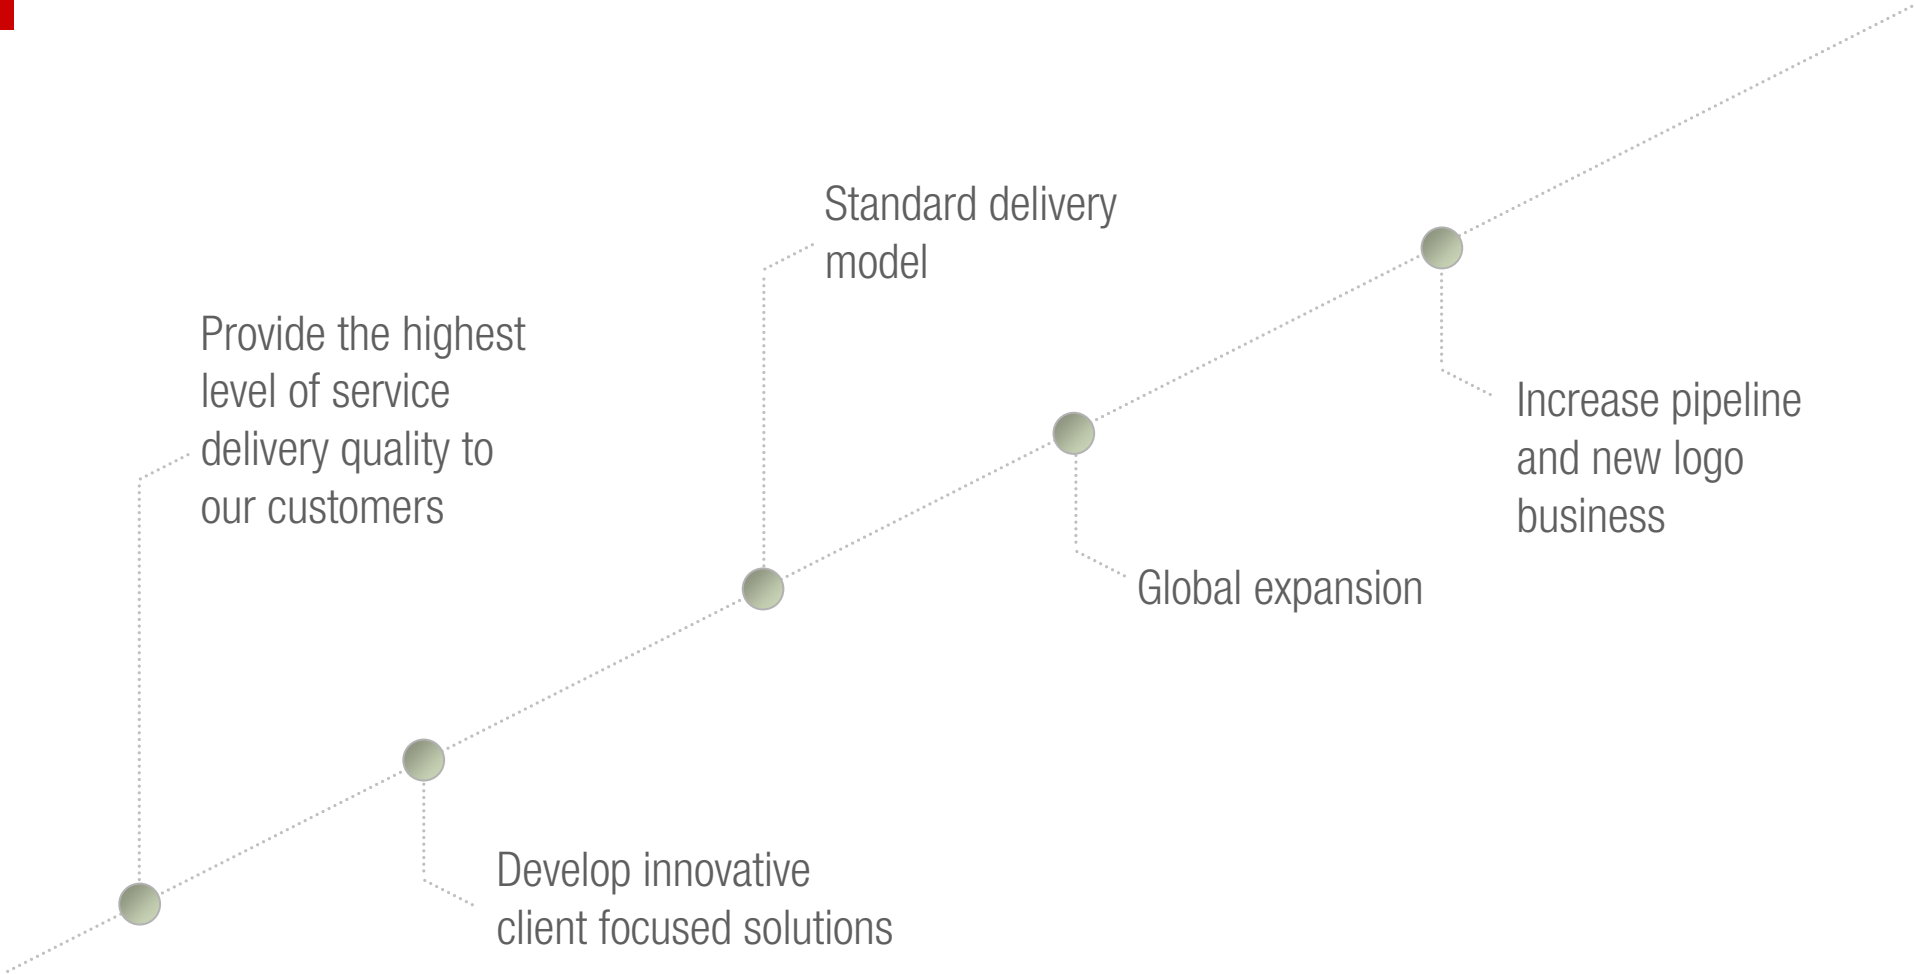 Provide the highest
level of service
delivery quality to
our customers
Develop innovative
client focused solutions
Standard delivery
model
Global expansion
Increase pipeline
and new logo
business